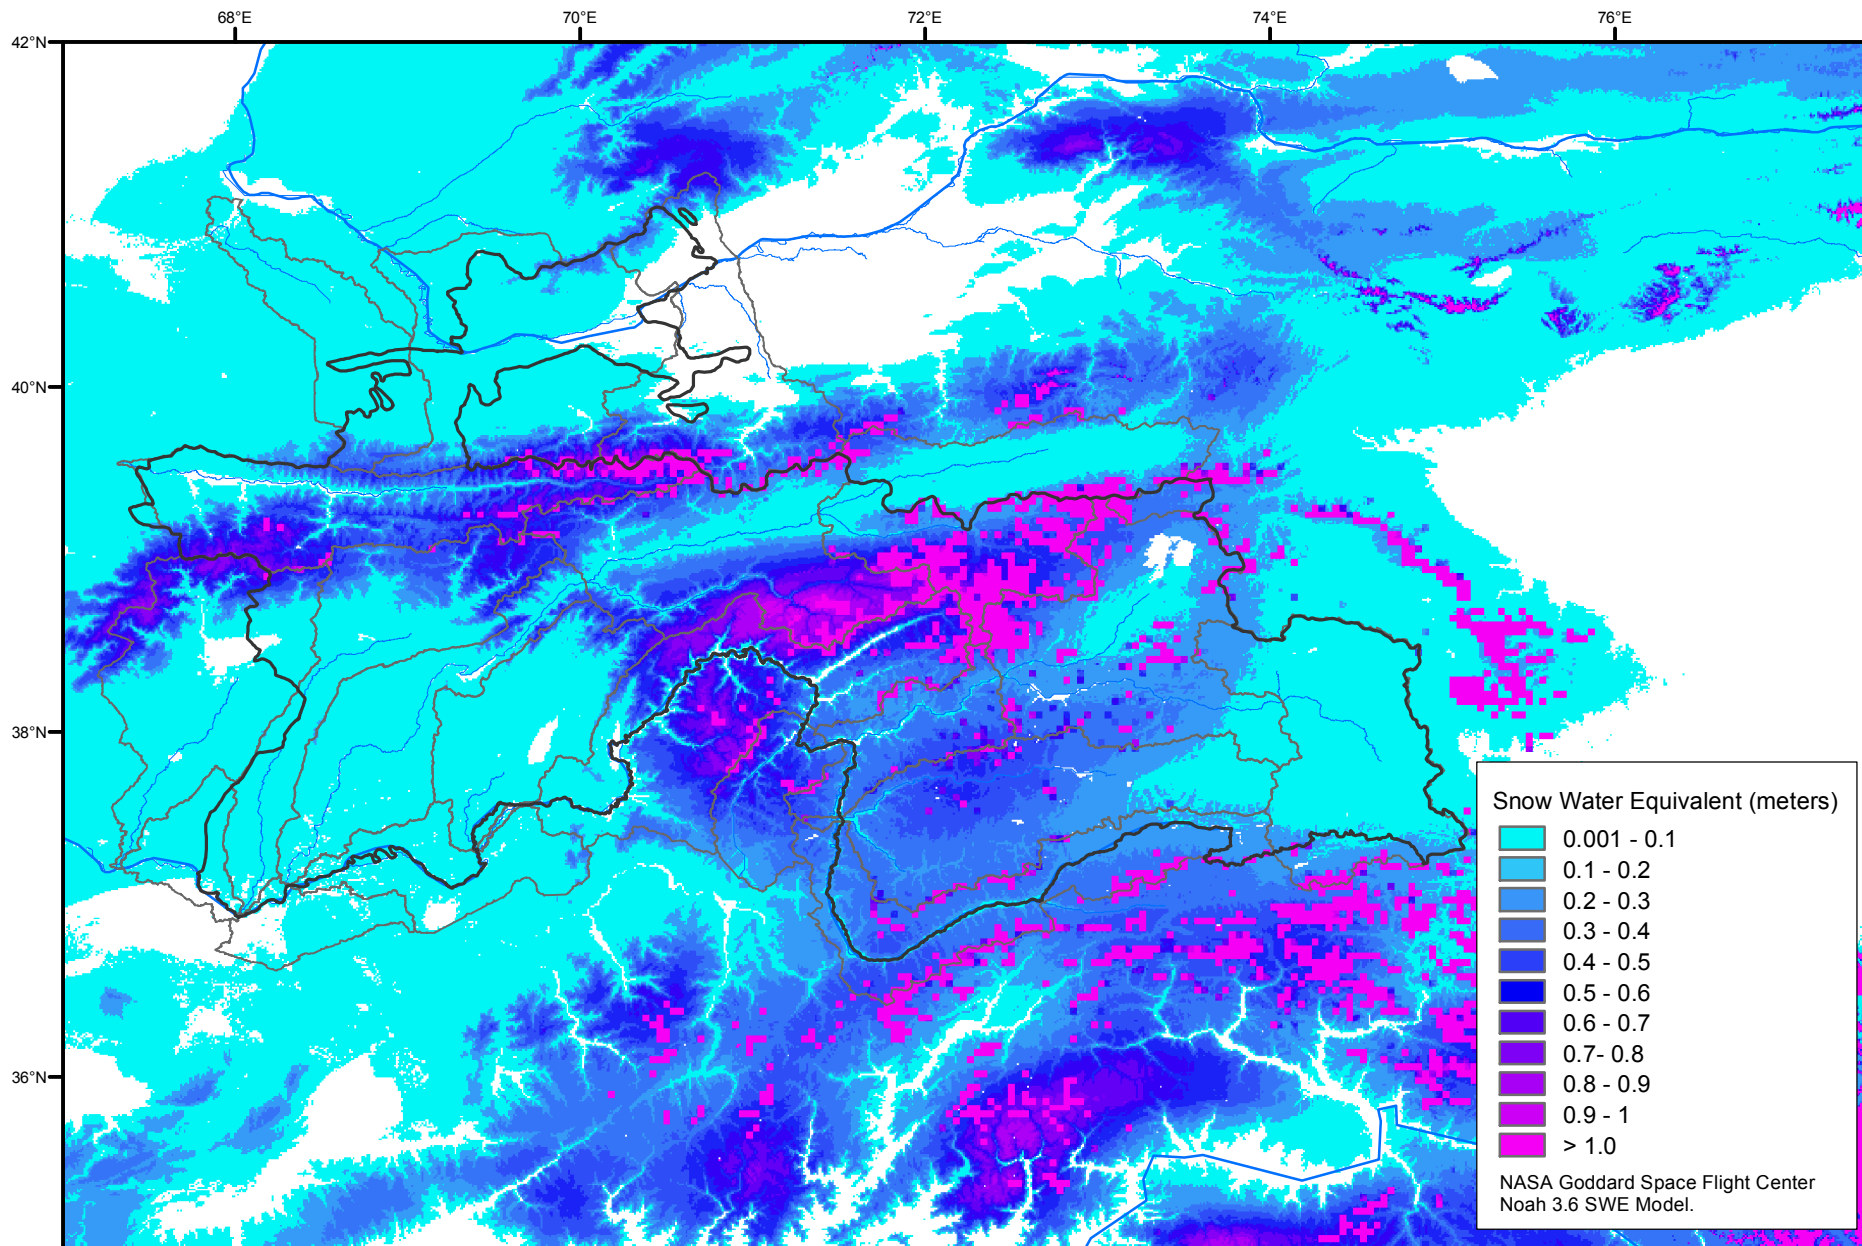 68°E 70°E 72°E 74°E 76°E
42°N
40°N
38°N
36°N
Snow Water Equivalent (meters)
0.001 - 0.1
0.1 - 0.2
0.2 - 0.3
0.3 - 0.4
0.4 - 0.5
0.5 - 0.6
0.6 - 0.7
0.7- 0.8
0.8 - 0.9
0.9 - 1
> 1.0
NASA Goddard Space Flight Center
Noah 3.6 SWE Model.